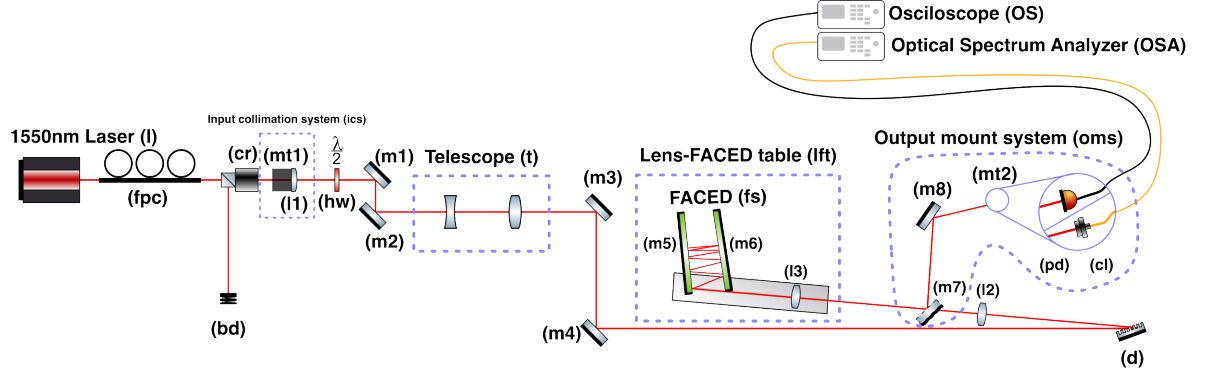 Osciloscope (OS)
Optical Spectrum Analyzer (OSA)
Input collimation system (ics)
1550nm Laser (l)
(fpc)
(cr)
(mt1)
(l1)
λ
2
(hw)
(bd)
(m1)
(m2)
Telescope (t)
(m3)
(m4)
Lens-FACED table (lft)
FACED (fs)
(m5)
(m6)
(l3)
Output mount system (oms)
(m8)
(mt2)
(pd)
(cl)
(m7)
(l2)
(d)